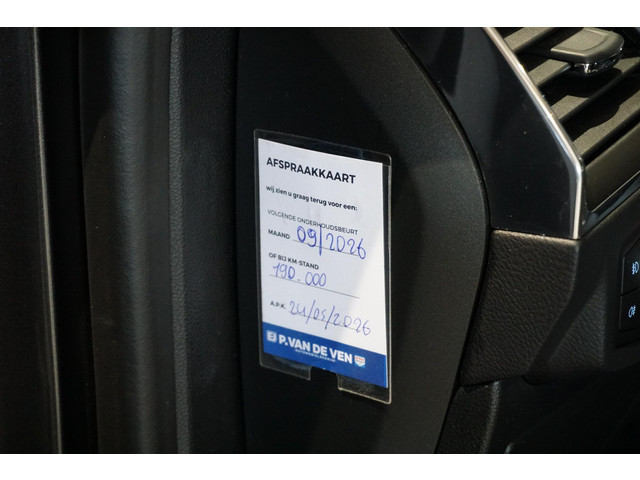 AFSPRAAKKAART
wij zien u graag terug voor een:
VOLGENDE ONDERHOUDSBEURT
MAAND 09/2026
OF BIJ KM-STAND
190.000
A.P.K. 24/05/2026
P. VAN DE VEN